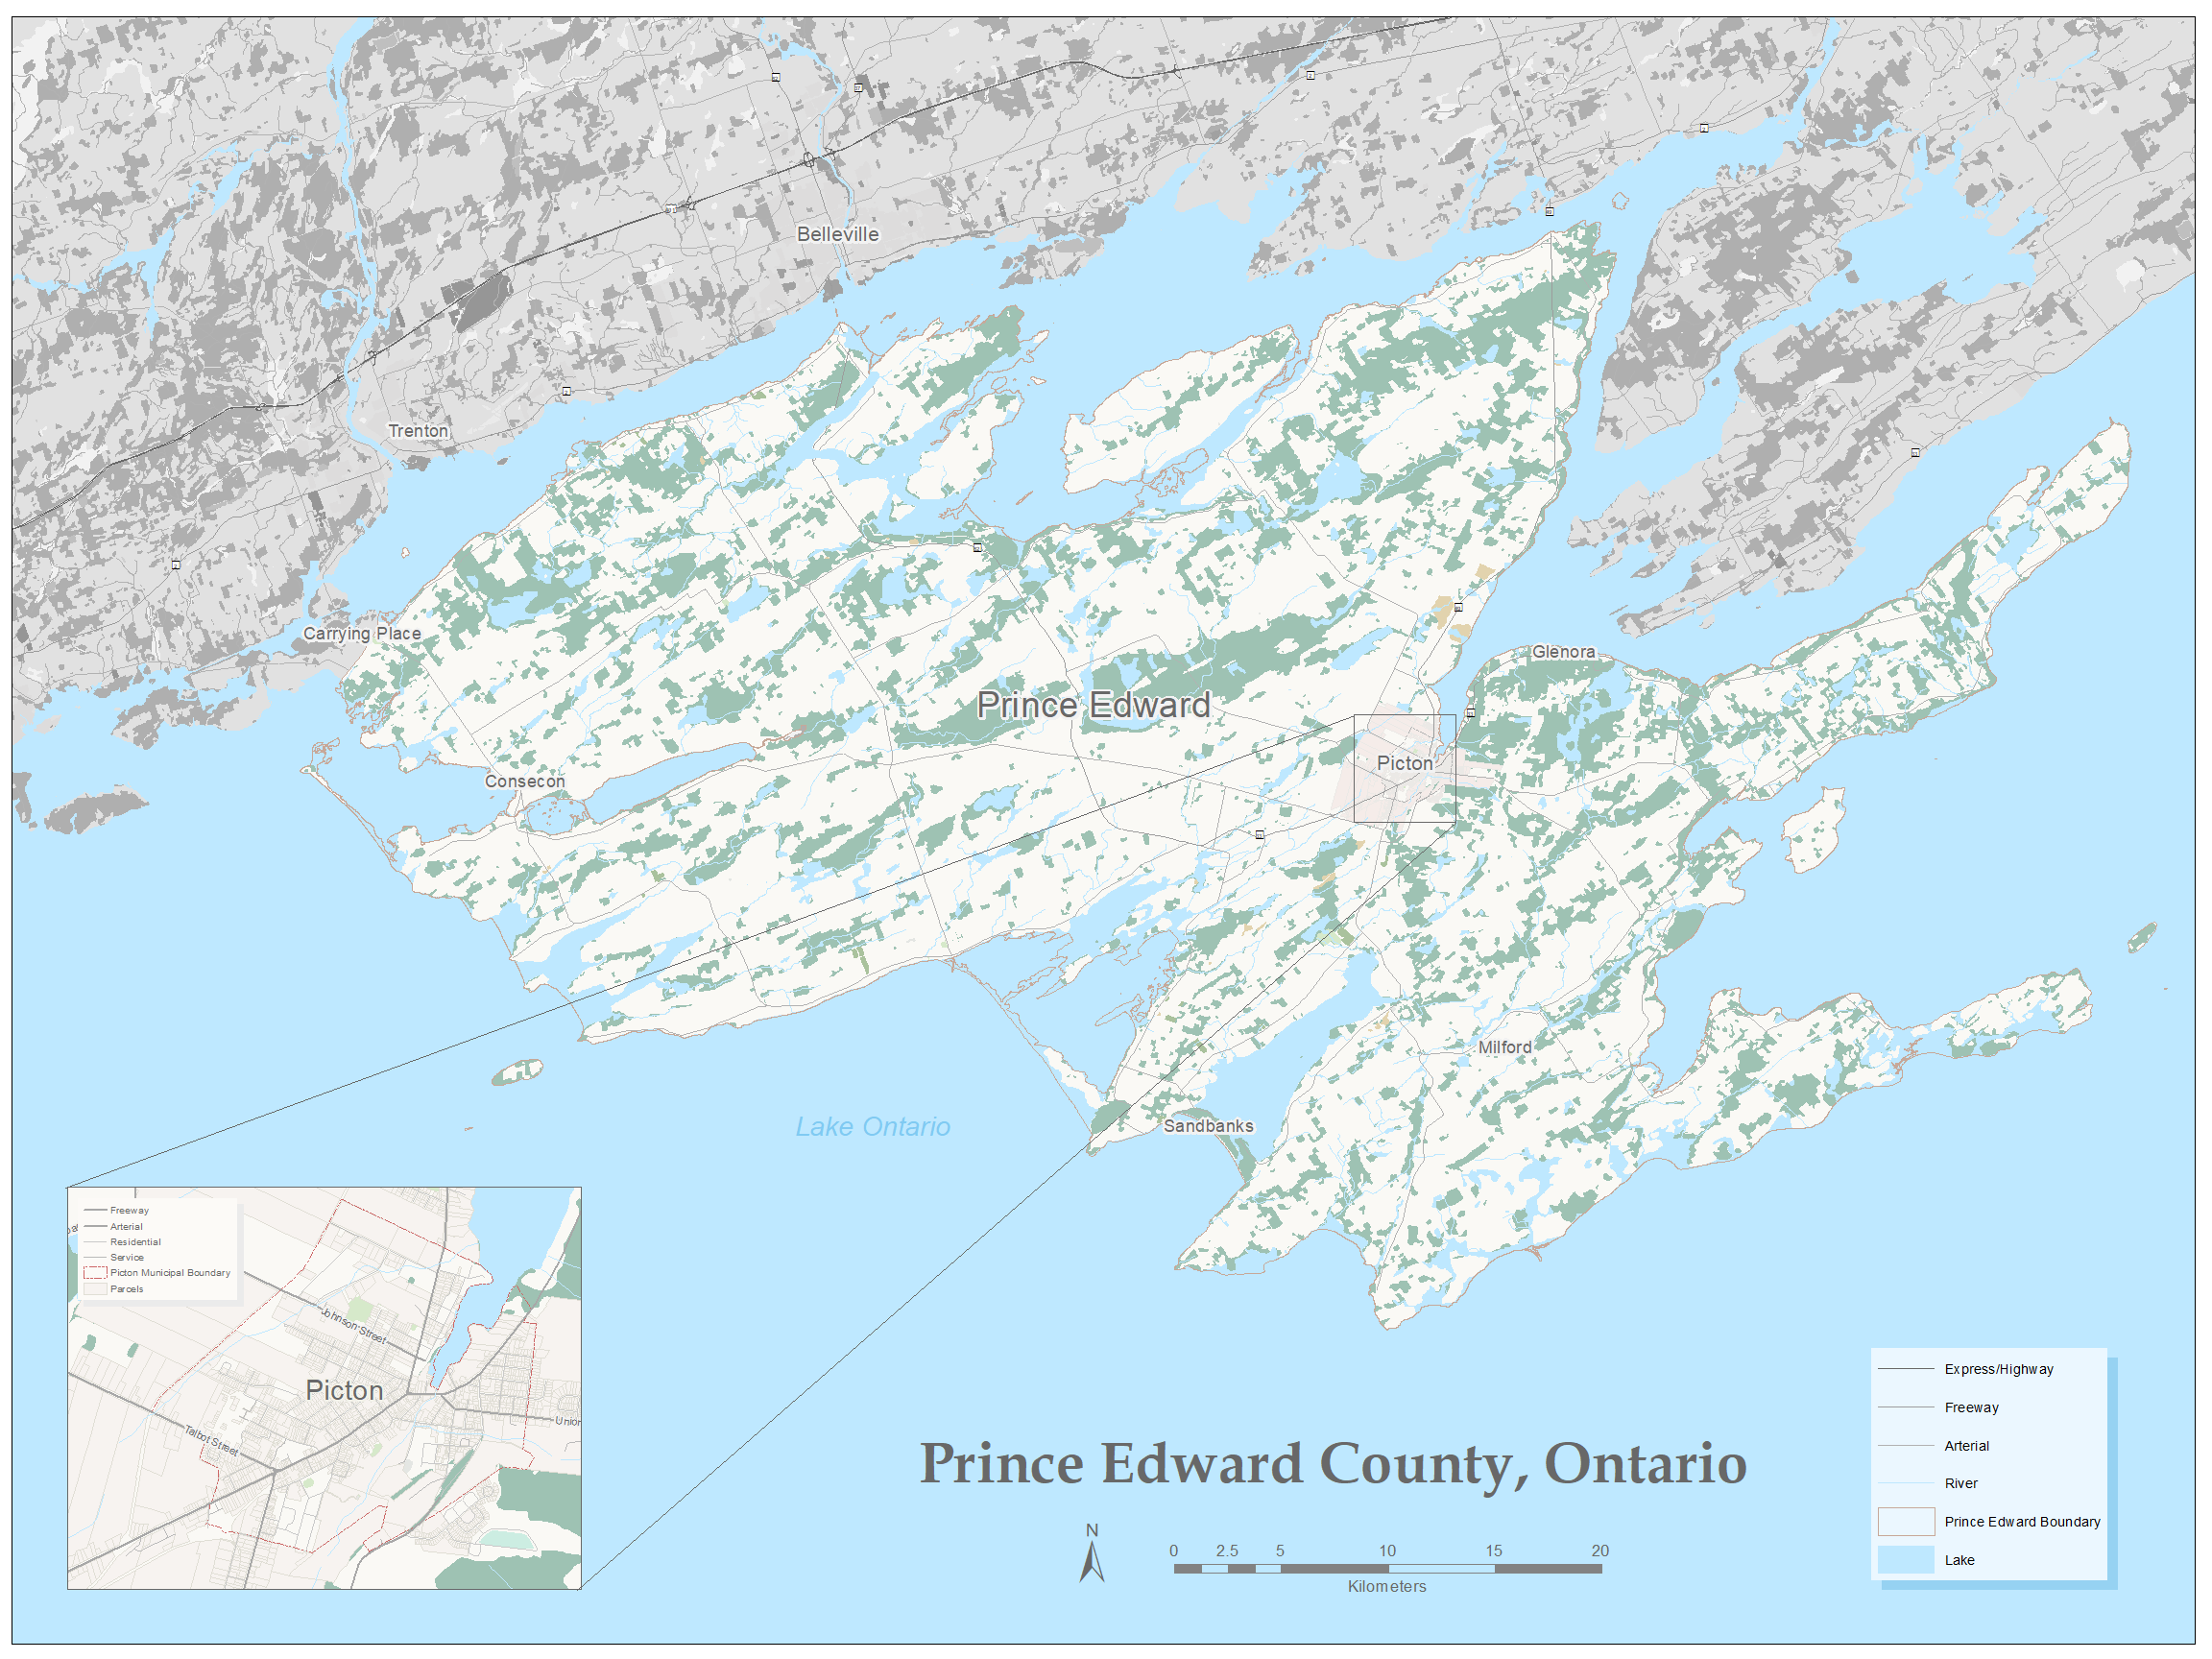 Belleville
Trenton
Carrying Place
Glenora
Prince Edward
Picton
Consecon
Milford
Sandbanks
Lake Ontario
Freeway
Arterial
Residential
Service
Picton Municipal Boundary
Parcels
Johnson Street
Picton
Talbot Street
Union
Prince Edward County, Ontario
N
0 2.5 5 10 15 20
Kilometers
Express/Highway
Freeway
Arterial
River
Prince Edward Boundary
Lake